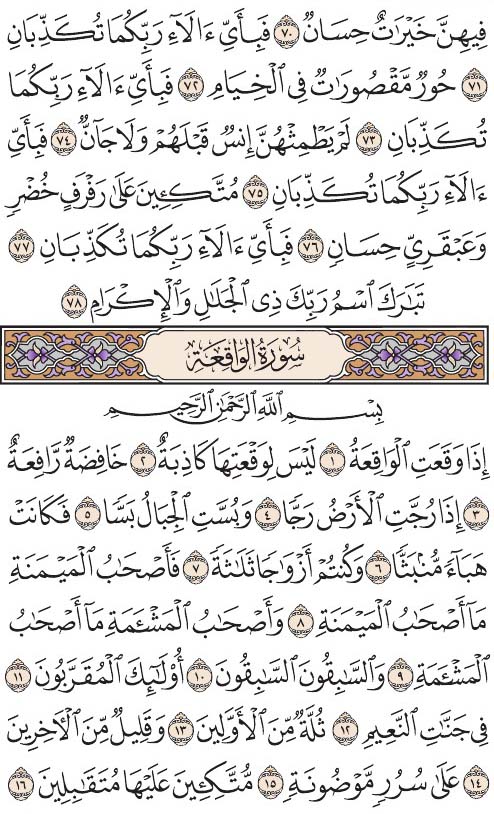 فِيهِنَّ خَيْرَٰتٌ حِسَانٌ ٧٠ فَبِأَيِّ ءَالَآءِ رَبِّكُمَا تُكَذِّبَانِ
٧١ حُورٌ مَّقْصُورَٰتٌ فِي ٱلْخِيَامِ ٧٢ فَبِأَيِّ ءَالَآءِ رَبِّكُمَا
تُكَذِّبَانِ ٧٣ لَمْ يَطْمِثْهُنَّ إِنسٌ قَبْلَهُمْ وَلَا جَآنٌّ ٧٤ فَبِأَيِّ
ءَالَآءِ رَبِّكُمَا تُكَذِّبَانِ ٧٥ مُتَّكِـِٔينَ عَلَىٰ رَفْرَفٍ خُضْرٍ
وَعَبْقَرِيٍّ حِسَانٍ ٧٦ فَبِأَيِّ ءَالَآءِ رَبِّكُمَا تُكَذِّبَانِ ٧٧
تَبَٰرَكَ ٱسْمُ رَبِّكَ ذِي ٱلْجَلَٰلِ وَٱلْإِكْرَامِ ٧٨
سُورَةُ الوَاقِعَةِ
بِسْمِ ٱللَّهِ ٱلرَّحْمَٰنِ ٱلرَّحِيمِ
إِذَا وَقَعَتِ ٱلْوَاقِعَةُ ١ لَيْسَ لِوَقْعَتِهَا كَاذِبَةٌ ٢ خَافِضَةٌ رَّافِعَةٌ
٣ إِذَا رُجَّتِ ٱلْأَرْضُ رَجًّا ٤ وَبُسَّتِ ٱلْجِبَالُ بَسًّا ٥ فَكَانَتْ
هَبَآءً مُّنۢبَثًّا ٦ وَكُنتُمْ أَزْوَٰجًا ثَلَٰثَةً ٧ فَأَصْحَٰبُ ٱلْمَيْمَنَةِ
مَآ أَصْحَٰبُ ٱلْمَيْمَنَةِ ٨ وَأَصْحَٰبُ ٱلْمَشْـَٔمَةِ مَآ أَصْحَٰبُ
ٱلْمَشْـَٔمَةِ ٩ وَٱلسَّٰبِقُونَ ٱلسَّٰبِقُونَ ١٠ أُو۟لَٰٓئِكَ ٱلْمُقَرَّبُونَ ١١
فِي جَنَّٰتِ ٱلنَّعِيمِ ١٢ ثُلَّةٌ مِّنَ ٱلْأَوَّلِينَ ١٣ وَقَلِيلٌ مِّنَ ٱلْـَٔاخِرِينَ
١٤ عَلَىٰ سُرُرٍ مَّوْضُونَةٍ ١٥ مُّتَّكِـِٔينَ عَلَيْهَا مُتَقَٰبِلِينَ ١٦